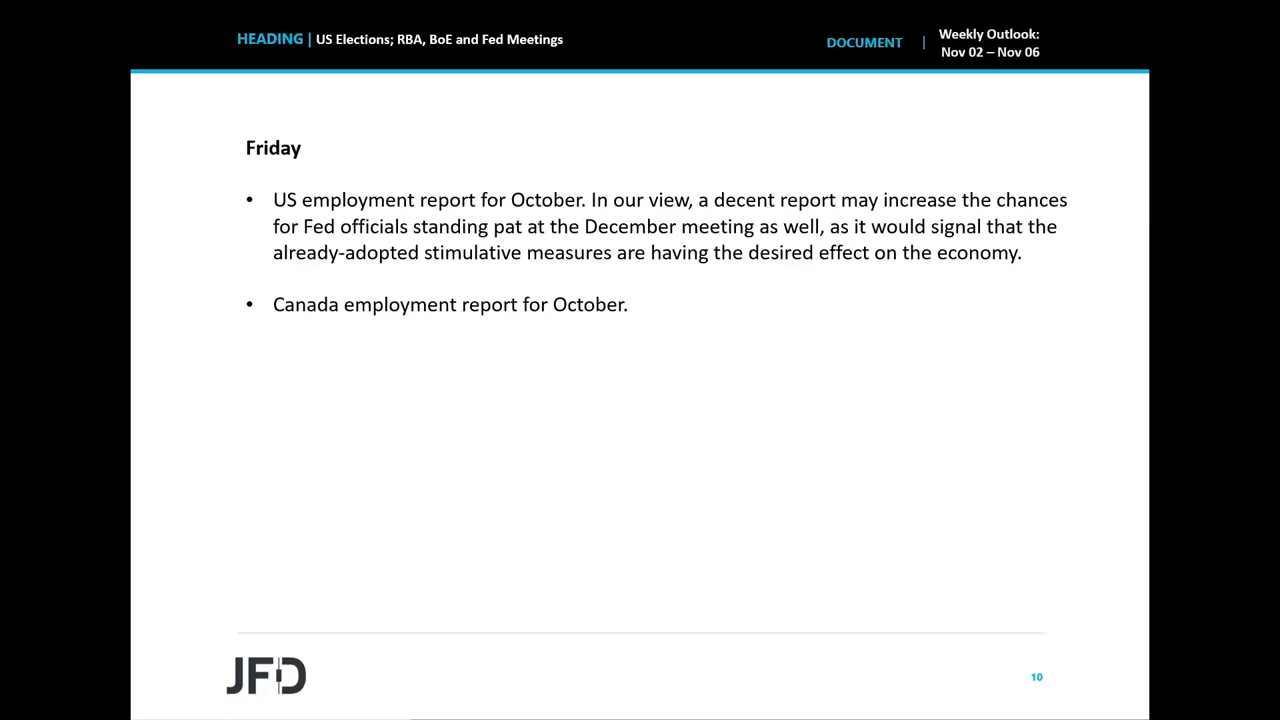 HEADING | US Elections; RBA, BoE and Fed Meetings
DOCUMENT | Weekly Outlook:
Nov 02 – Nov 06
Friday
• US employment report for October. In our view, a decent report may increase the chances
for Fed officials standing pat at the December meeting as well, as it would signal that the
already-adopted stimulative measures are having the desired effect on the economy.
• Canada employment report for October.
JFD
10